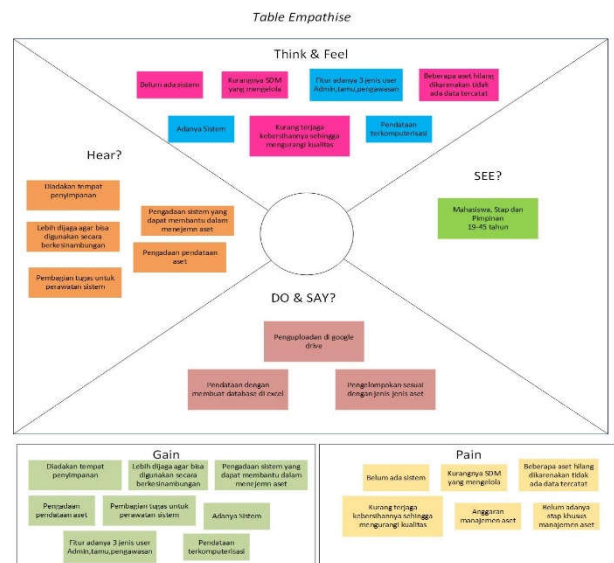 Table Empathise
Think & Feel
Belum ada sistem
Kurangnya SDM
yang mengelola
Fitur adanya 3 jenis user
Admin,tamu,pengawasan
Beberapa aset hilang
dikarenakan tidak
ada data tercatat
Adanya Sistem
Kurang terjaga
kebersihannya sehingga
mengurangi kualitas
Pendataan
terkomputerisasi
Hear?
Diadakan tempat
penyimpanan
Lebih dijaga agar bisa
digunakan secara
berkesinambungan
Pengadaan sistem yang
dapat membantu dalam
menejemn aset
Pengadaan pendataan
aset
Pembagian tugas untuk
perawatan sistem
SEE?
Mahasiswa, Stap dan
Pimpinan
19-45 tahun
DO & SAY?
Penguploadan di google
drive
Pendataan dengan
membuat database di excel
Pengelompokan sesuai
dengan jenis jenis aset
Gain
Diadakan tempat
penyimpanan
Lebih dijaga agar bisa
digunakan secara
berkesinambungan
Pengadaan sistem yang
dapat membantu dalam
menejemn aset
Pengadaan
pendataan aset
Pembagian tugas untuk
perawatan sistem
Adanya Sistem
Fitur adanya 3 jenis user
Admin,tamu,pengawasan
Pendataan
terkomputerisasi
Pain
Belum ada sistem
Kurangnya SDM
yang mengelola
Beberapa aset hilang
dikarenakan tidak
ada data tercatat
Kurang terjaga
kebersihannya sehingga
mengurangi kualitas
Anggaran
manajemen aset
Belum adanya
stap khusus
manajemen aset